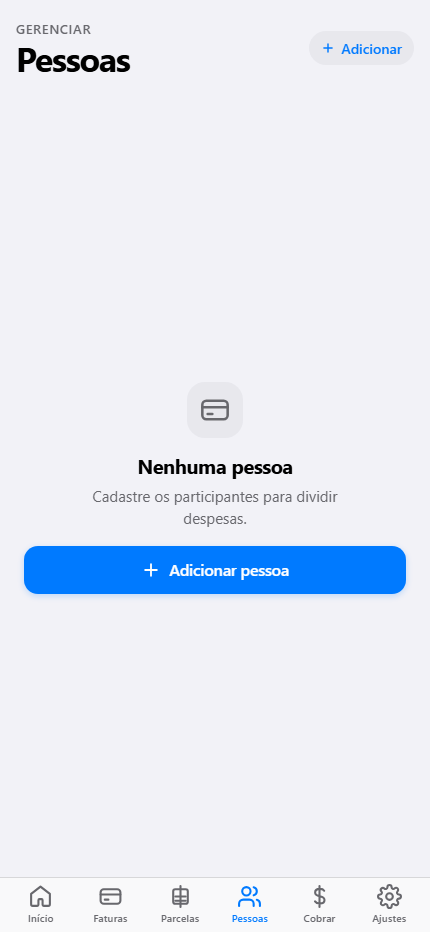 GERENCIAR
Pessoas
Adicionar
Nenhuma pessoa
Cadastre os participantes para dividir
despesas.
Adicionar pessoa
Início
Faturas
Parcelas
Pessoas
Cobrar
Ajustes